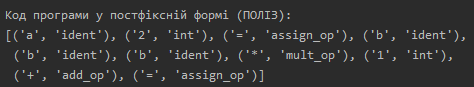 Код програми у постфіксній формі (ПОЛІЗ):
[('a', 'ident'), ('2', 'int'), ('=', 'assign_op'), ('b', 'ident'),
('b', 'ident'), ('b', 'ident'), ('*', 'mult_op'), ('1', 'int'),
('+', 'add_op'), ('=', 'assign_op')]